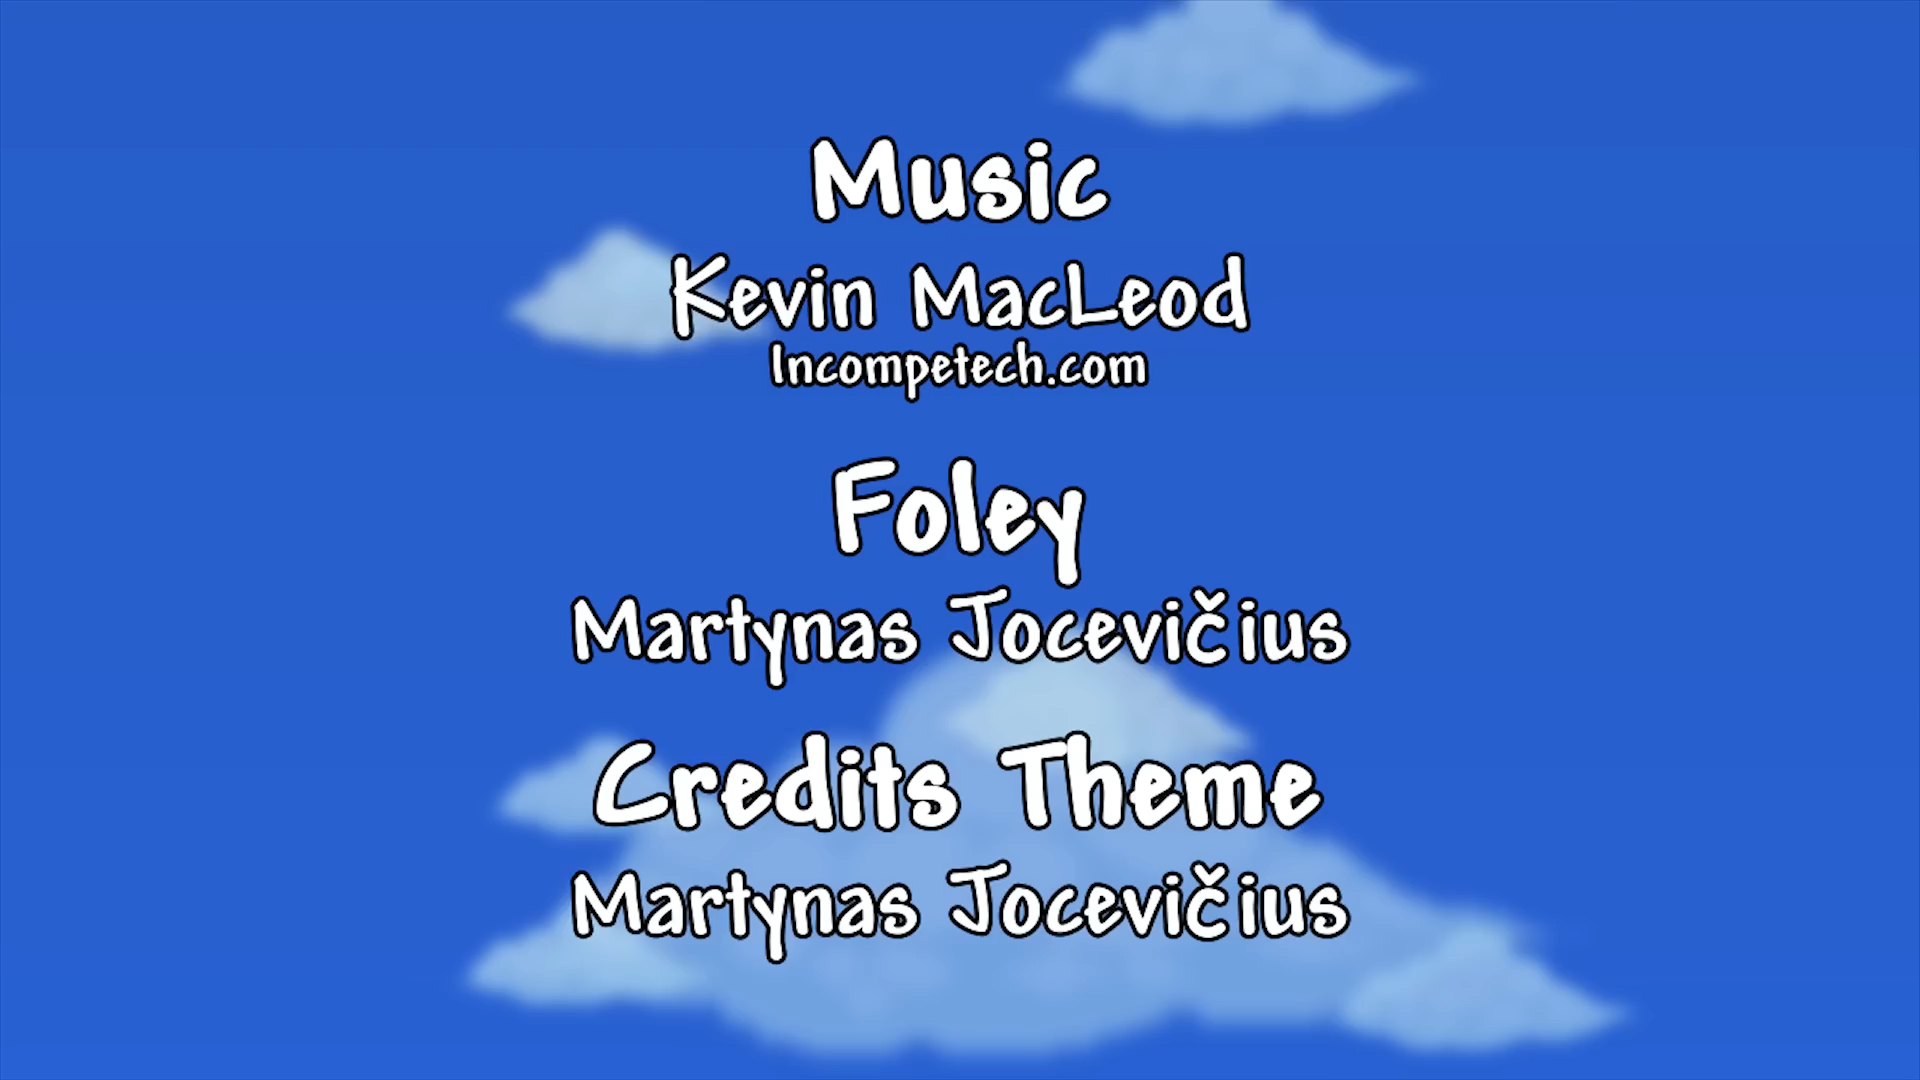 Music
Kevin MacLeod
Incompetech.com
Foley
Martynas Jocevičius
Credits Theme
Martynas Jocevičius